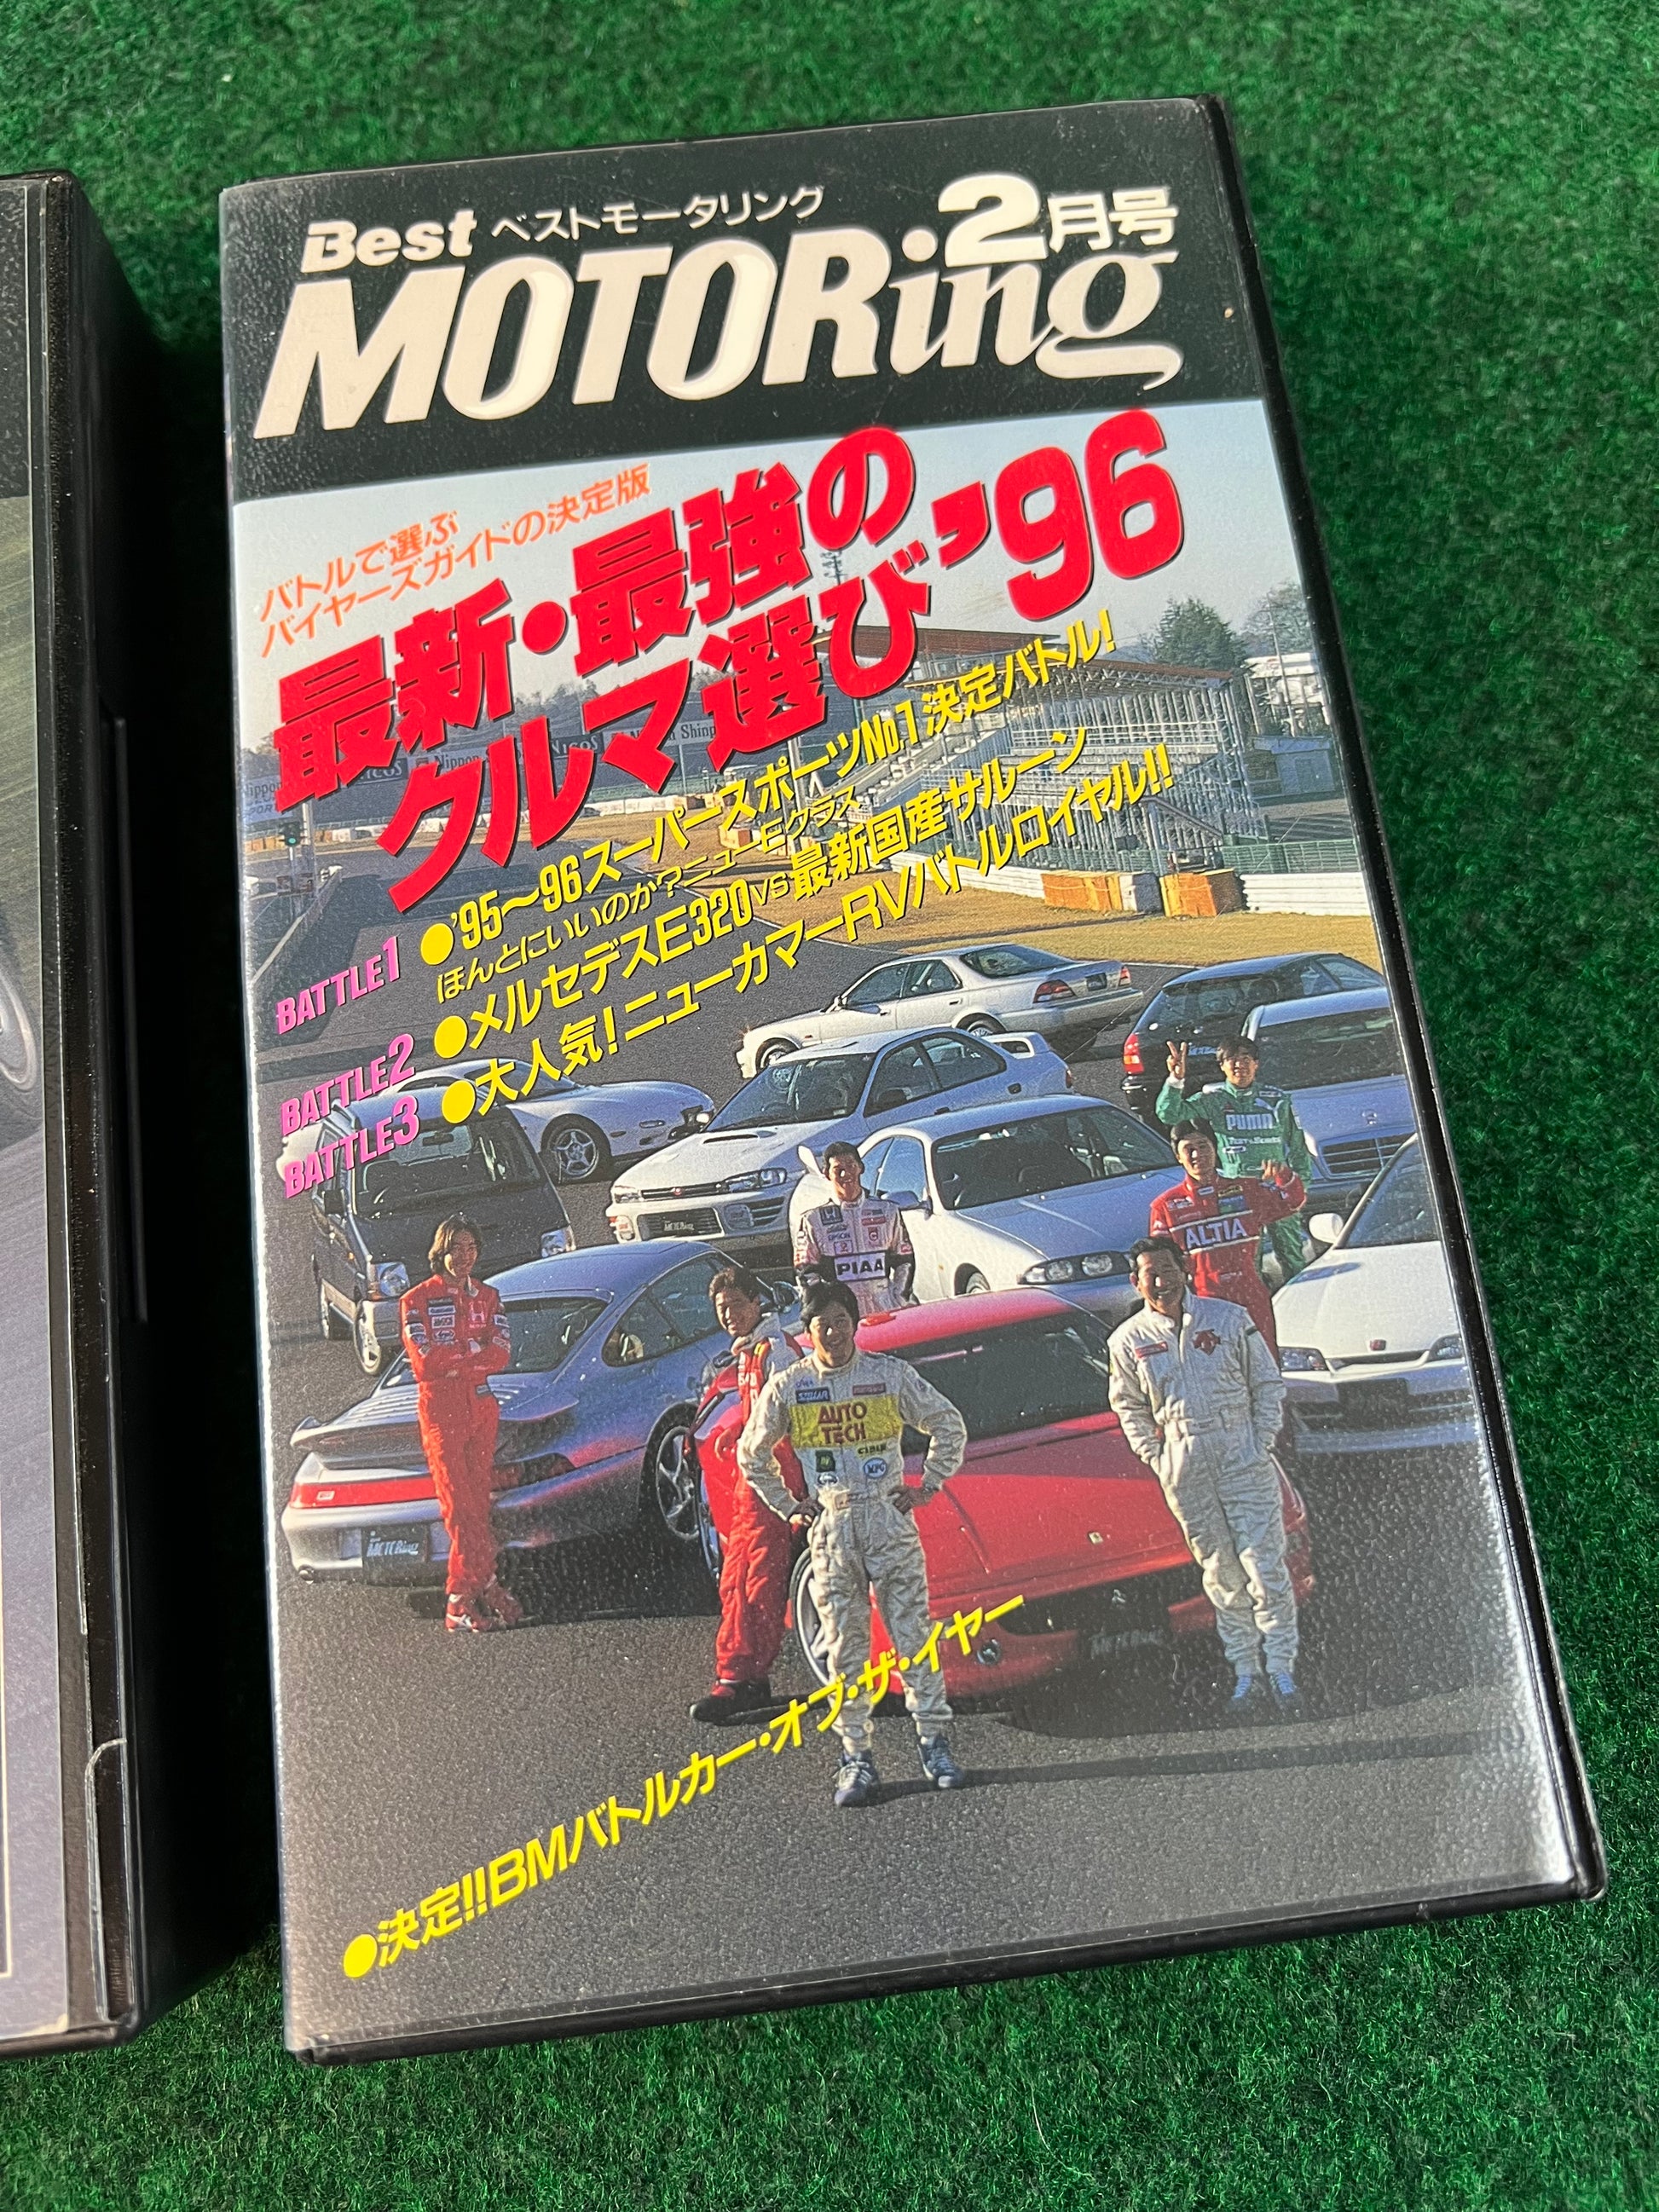 Best ベストモータリング 2月号
MOTORing
バトルで選ぶ
バイヤーズガイドの決定版
最新・最強の
クルマ選び '96
BATTLE1 ●'95〜96スーパースポーツNo.1決定バトル!
ほんとにいいのか?ニューEクラス
BATTLE2 ●メルセデスE320vs最新国産サルーン
BATTLE3 ●大人気!ニューカマーRVバトルロイヤル!!
Nippon
NICOS
Nippon Shinp
PUMA
ALTIA
PIAA
AUTO
TECH
MOTORing
●決定!!BMバトルカー・オブ・ザ・イヤー